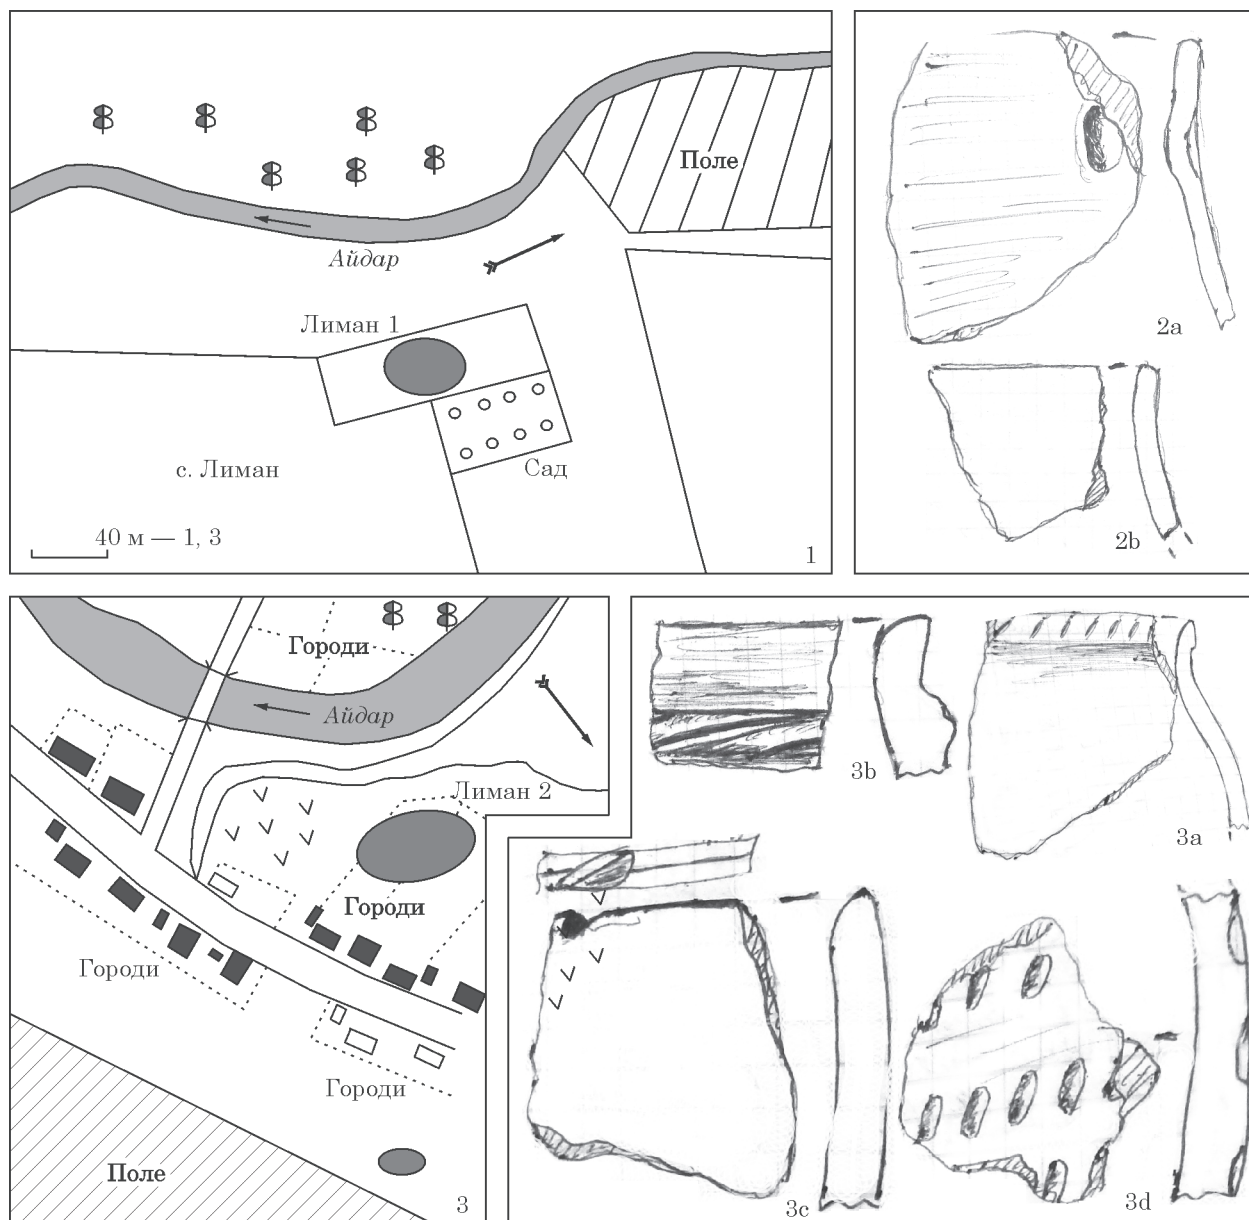 Поле
Айдар
Лиман 1
с. Лиман
Сад
40 м — 1, 3
1
2a
2b
Городи
Айдар
Лиман 2
Городи
Городи
Городи
Поле
3
3b
3a
3c
3d